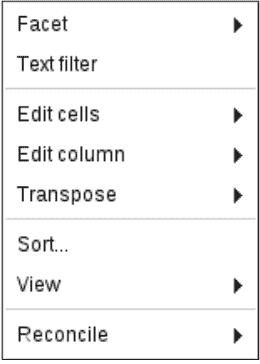 Facet
Text filter
Edit cells
Edit column
Transpose
Sort...
View
Reconcile